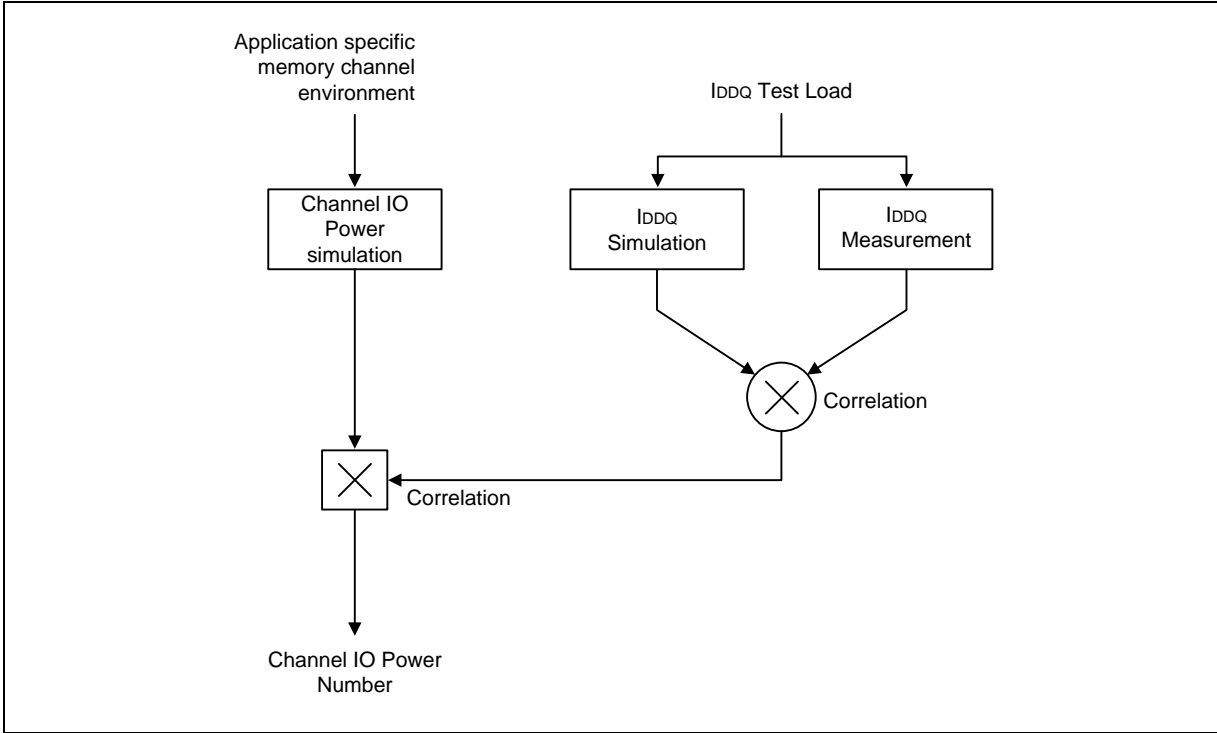 Application specific
memory channel
environment
IDDQ Test Load
Channel IO
Power
simulation
IDDQ
Simulation
IDDQ
Measurement
Correlation
Correlation
Channel IO Power
Number